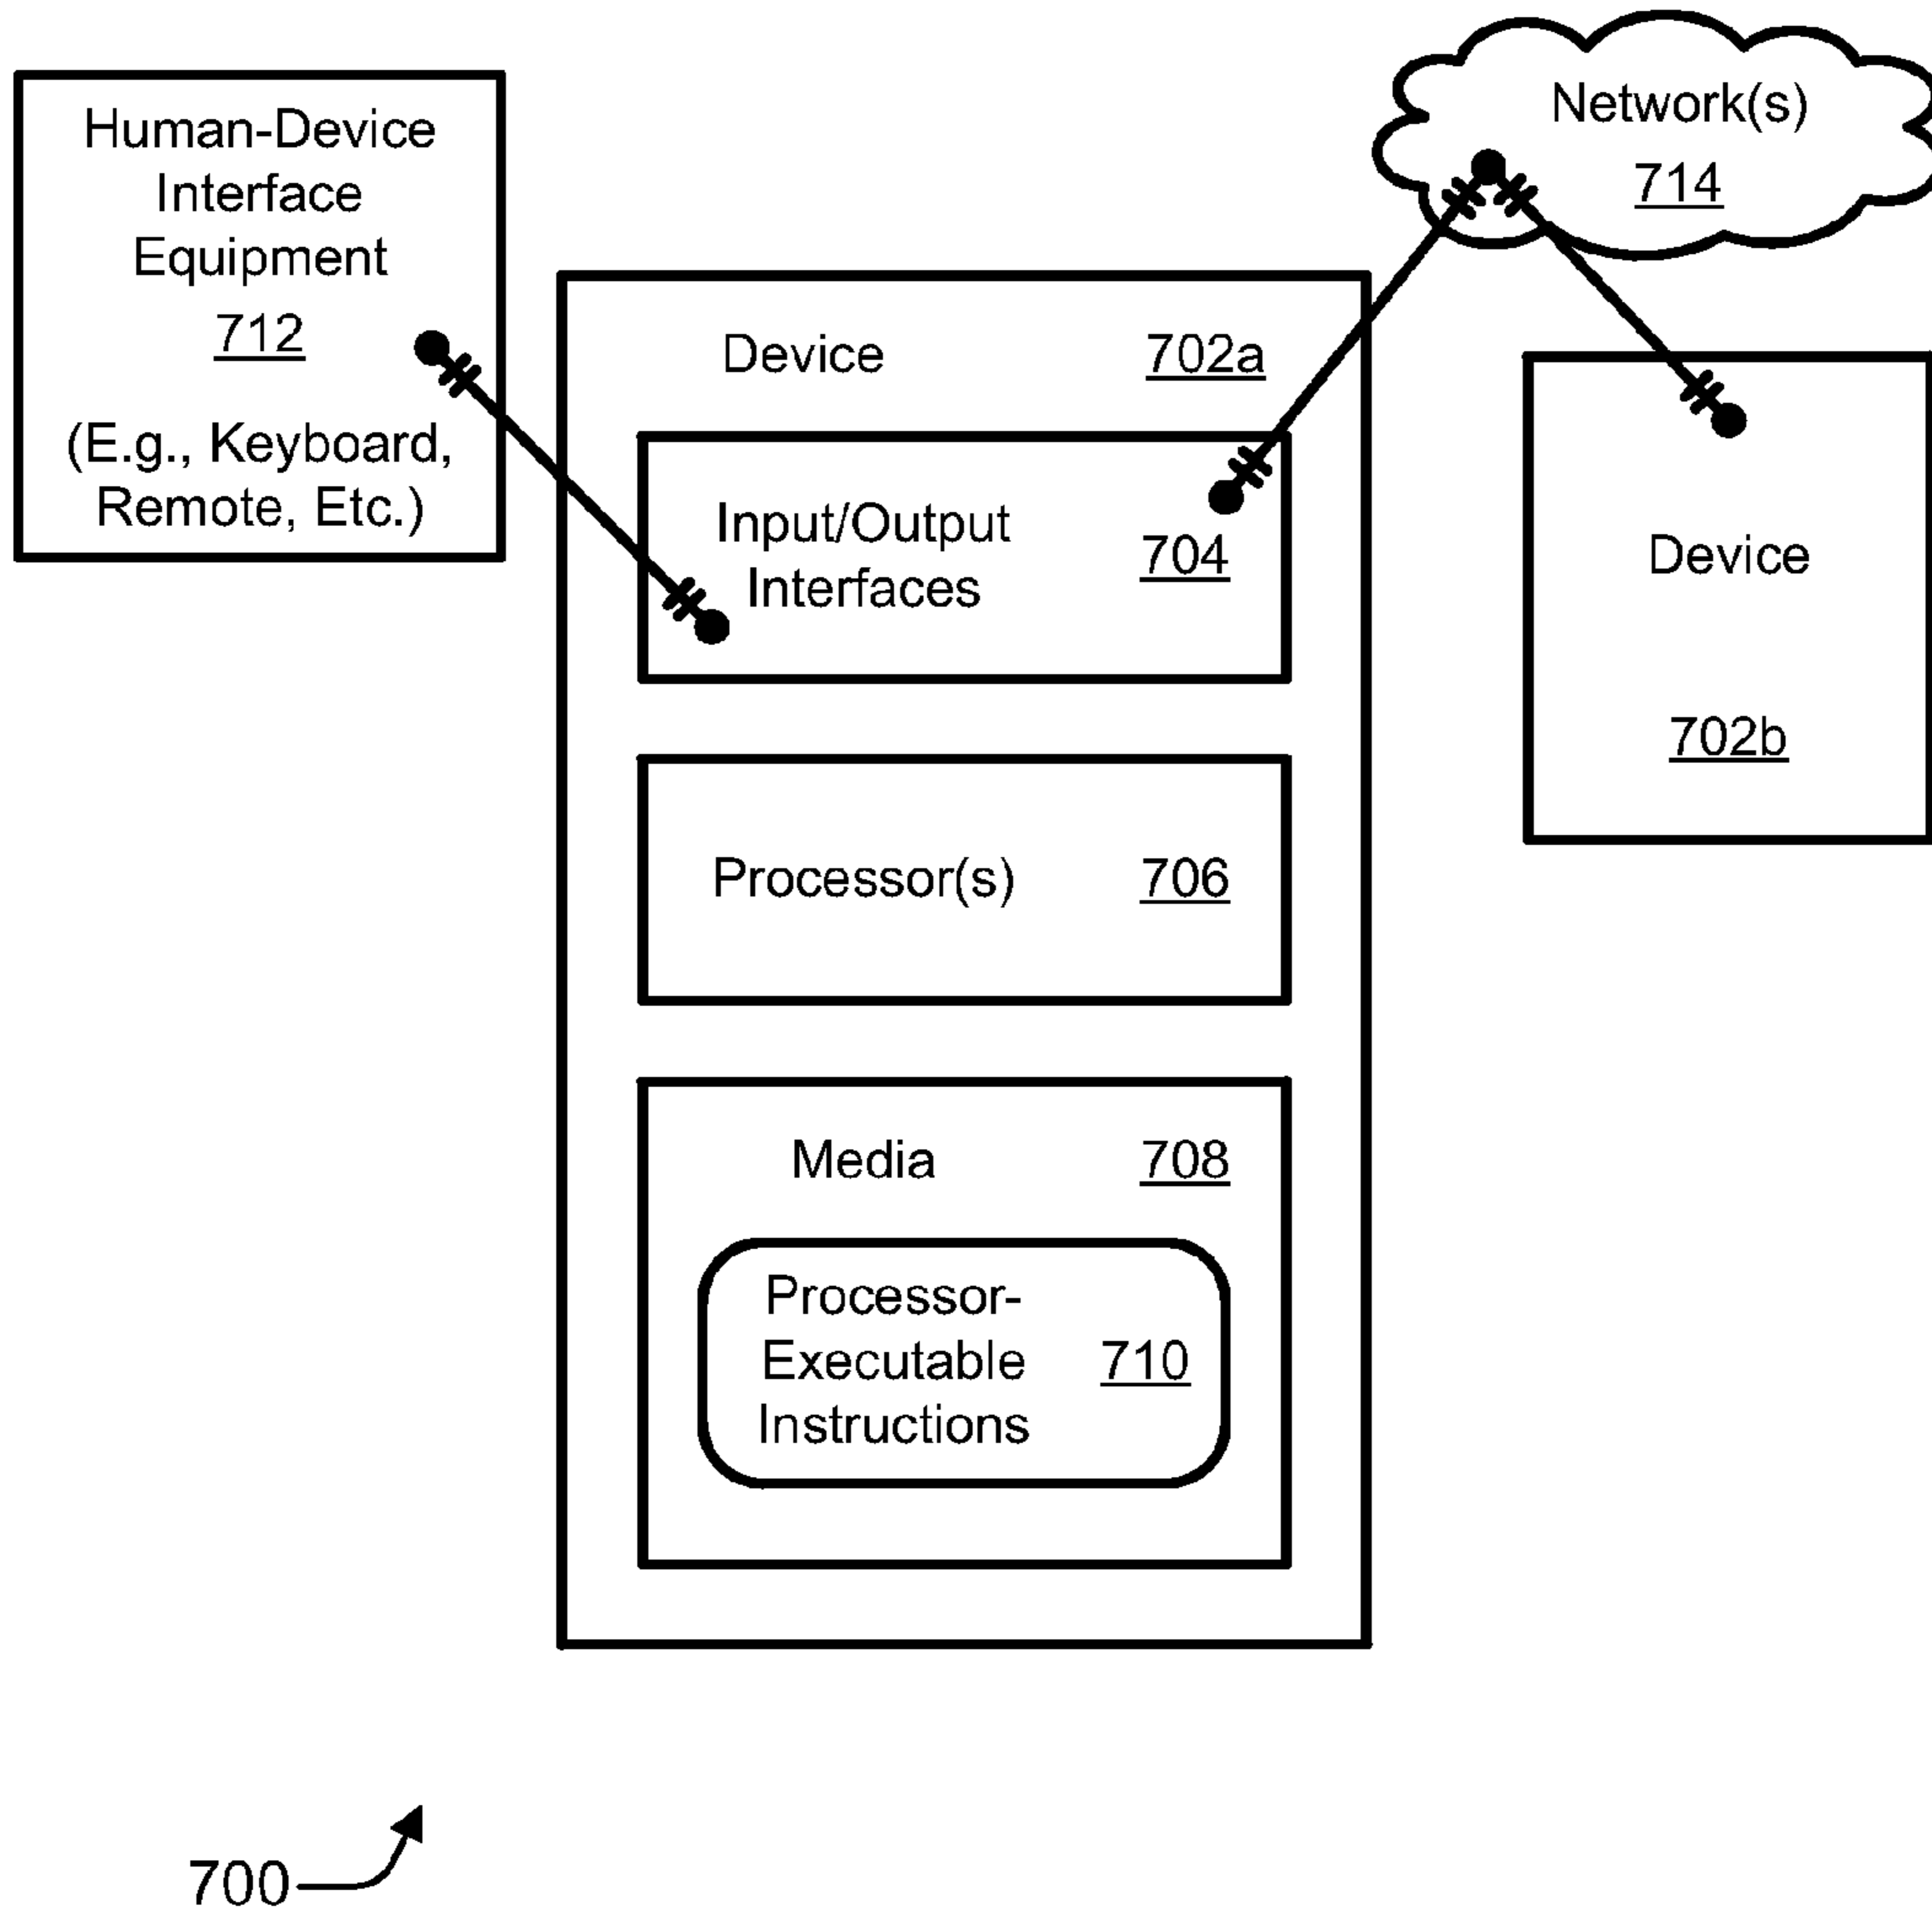 Human-Device
Interface
Equipment
712
(E.g., Keyboard,
Remote, Etc.)
Network(s)
714
Device 702a
Input/Output
Interfaces
704
Device
702b
Processor(s) 706
Media 708
Processor-
Executable
Instructions
710
700